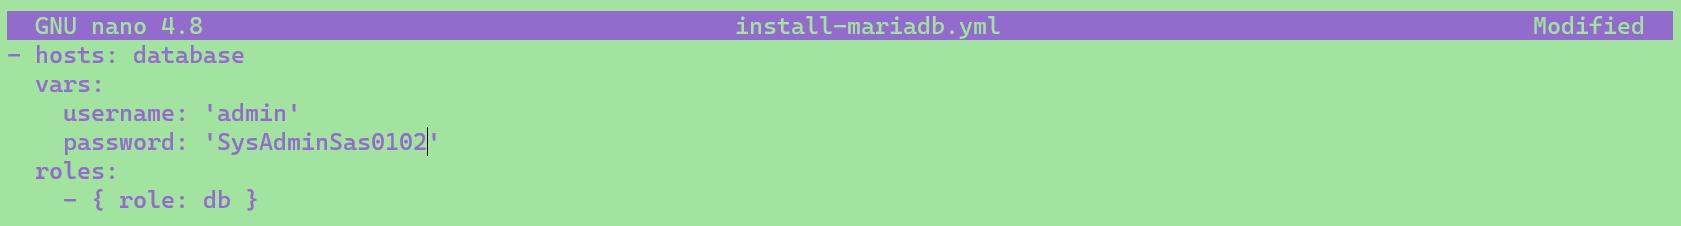 GNU nano 4.8 install-mariadb.yml Modified
- hosts: database
  vars:
    username: 'admin'
    password: 'SysAdminSas0102'
  roles:
    - { role: db }